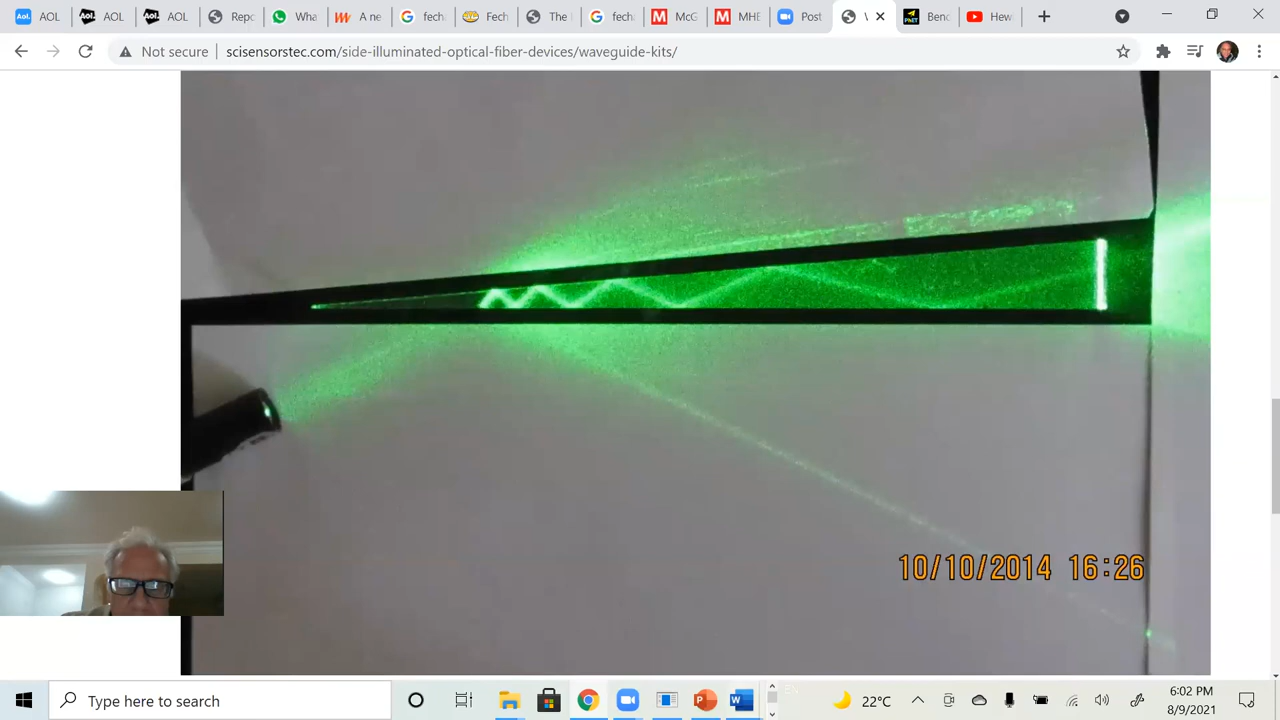 AOL
AOL
AOL
Repo
Wha
A ne
fech
Fech
The
fech
McG
MHE
Post
Benc
Hew
Not secure
scisensorstec.com/side-illuminated-optical-fiber-devices/waveguide-kits/
10/10/2014 16:26
Type here to search
EN
22°C
6:02 PM
8/9/2021